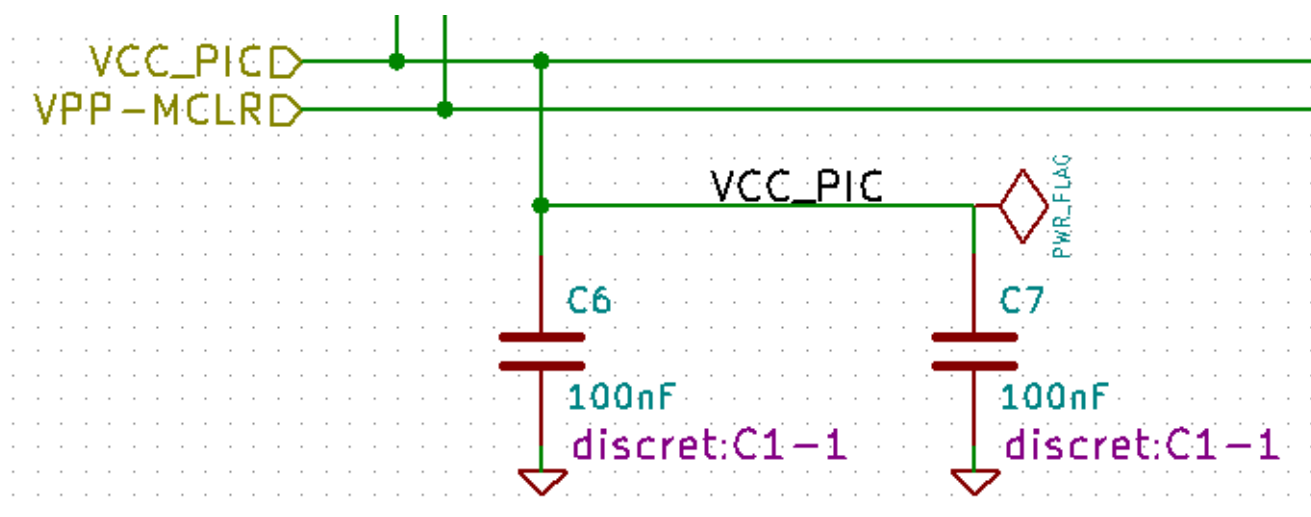 VCC_PIC
VPP-MCLR
VCC_PIC
PWR_FLAG
C6
C7
100nF
100nF
discret:C1-1
discret:C1-1